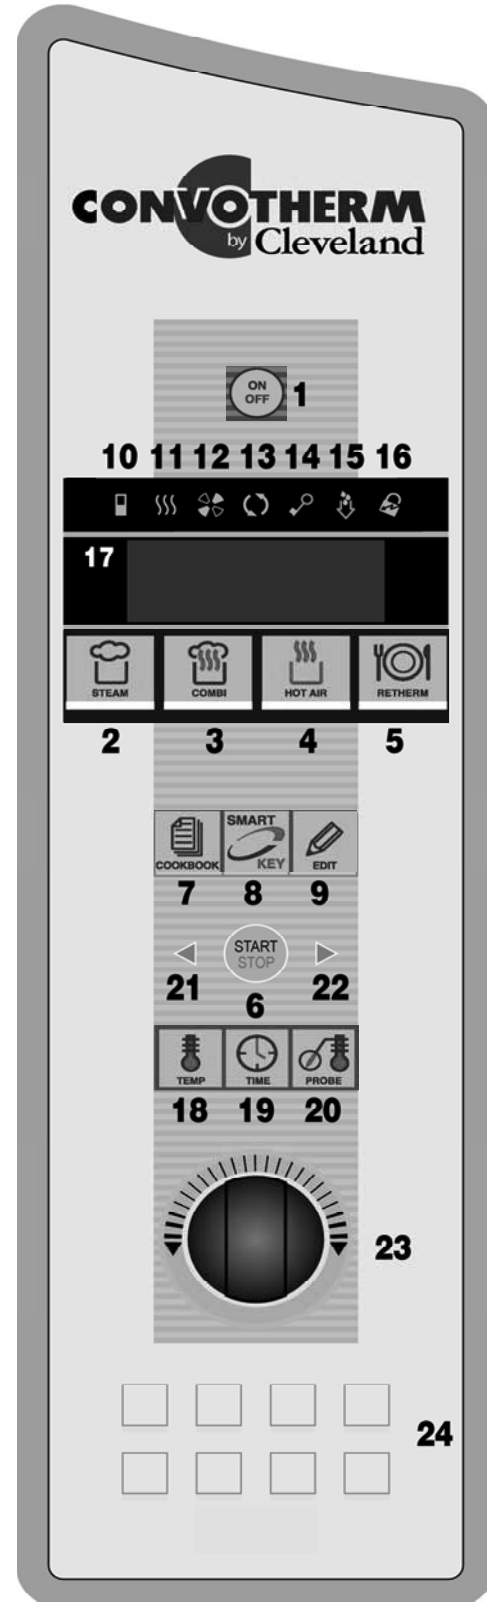 CONVOTHERM
by Cleveland
ON
OFF
1
10 11 12 13 14 15 16
17
STEAM COMBI HOT AIR RETHERM
2 3 4 5
COOKBOOK SMART KEY EDIT
7 8 9
START
STOP
21 22
6
TEMP TIME PROBE
18 19 20
23
24